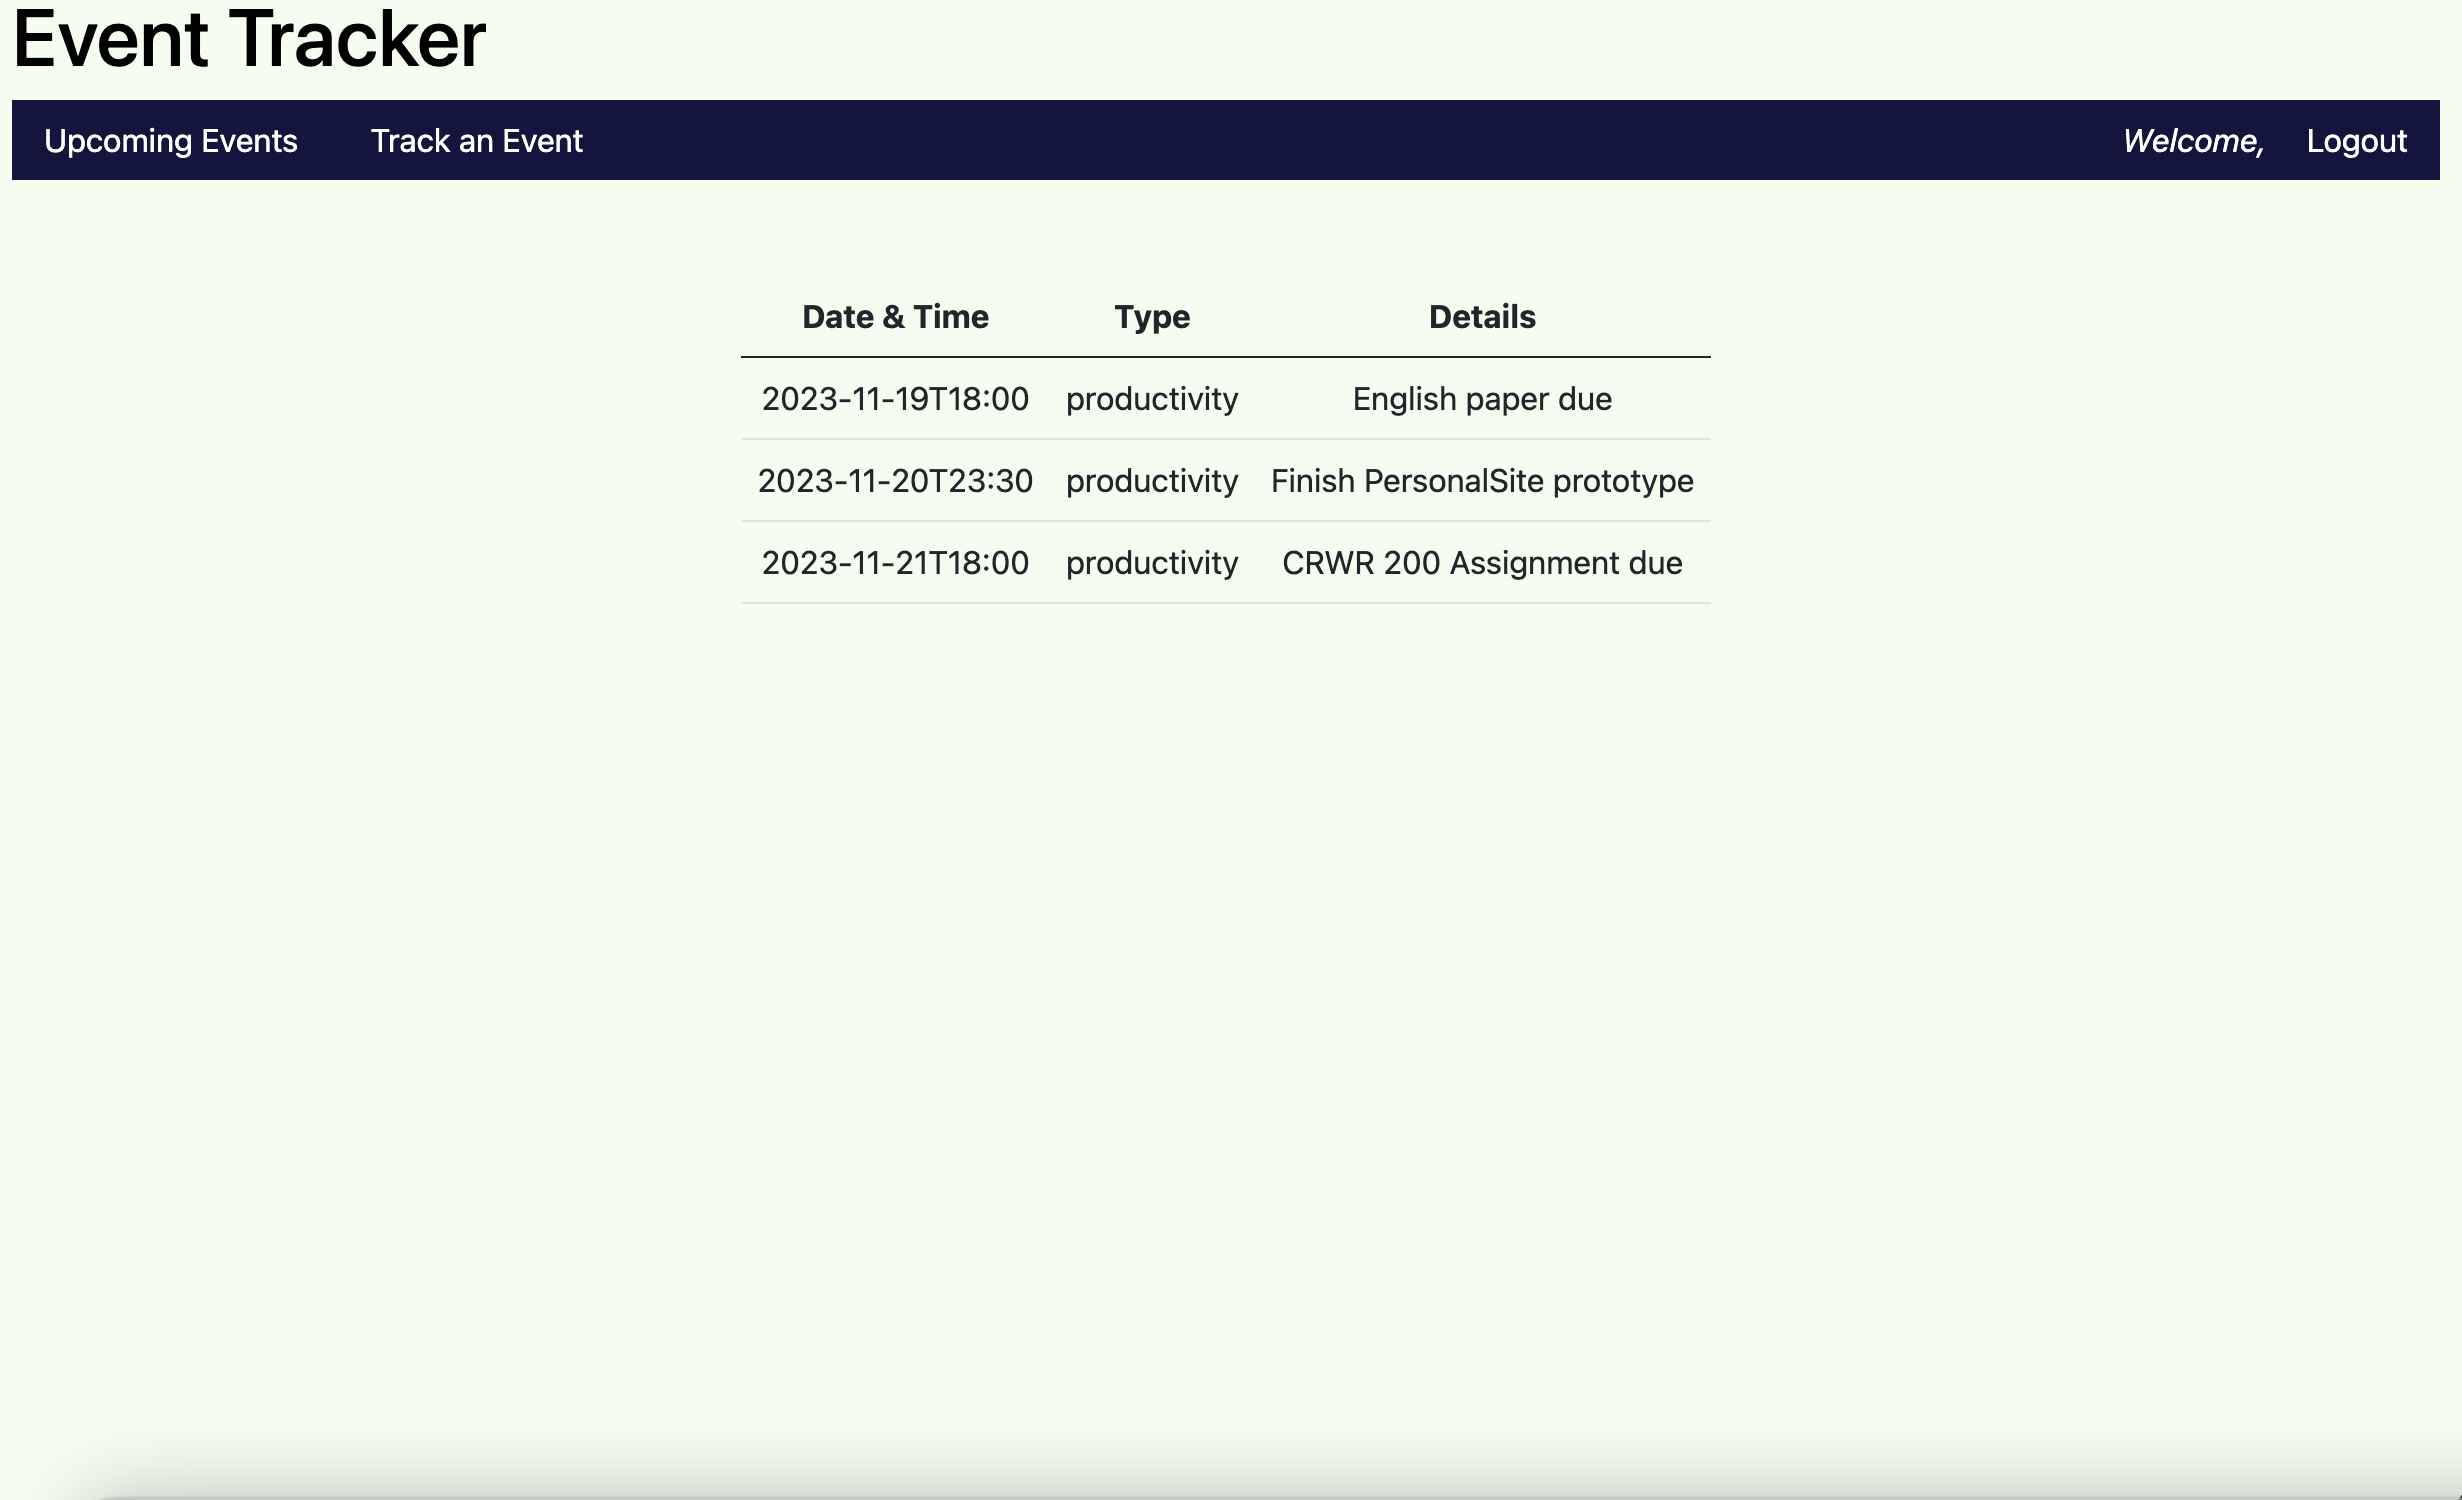 Event Tracker
Upcoming Events Track an Event Welcome, Logout
Date & Time Type Details
2023-11-19T18:00 productivity English paper due
2023-11-20T23:30 productivity Finish PersonalSite prototype
2023-11-21T18:00 productivity CRWR 200 Assignment due